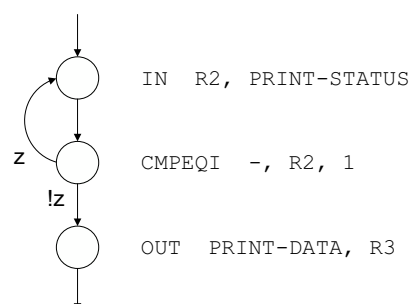 IN R2, PRINT-STATUS
z
CMPEQI -, R2, 1
!z
OUT PRINT-DATA, R3